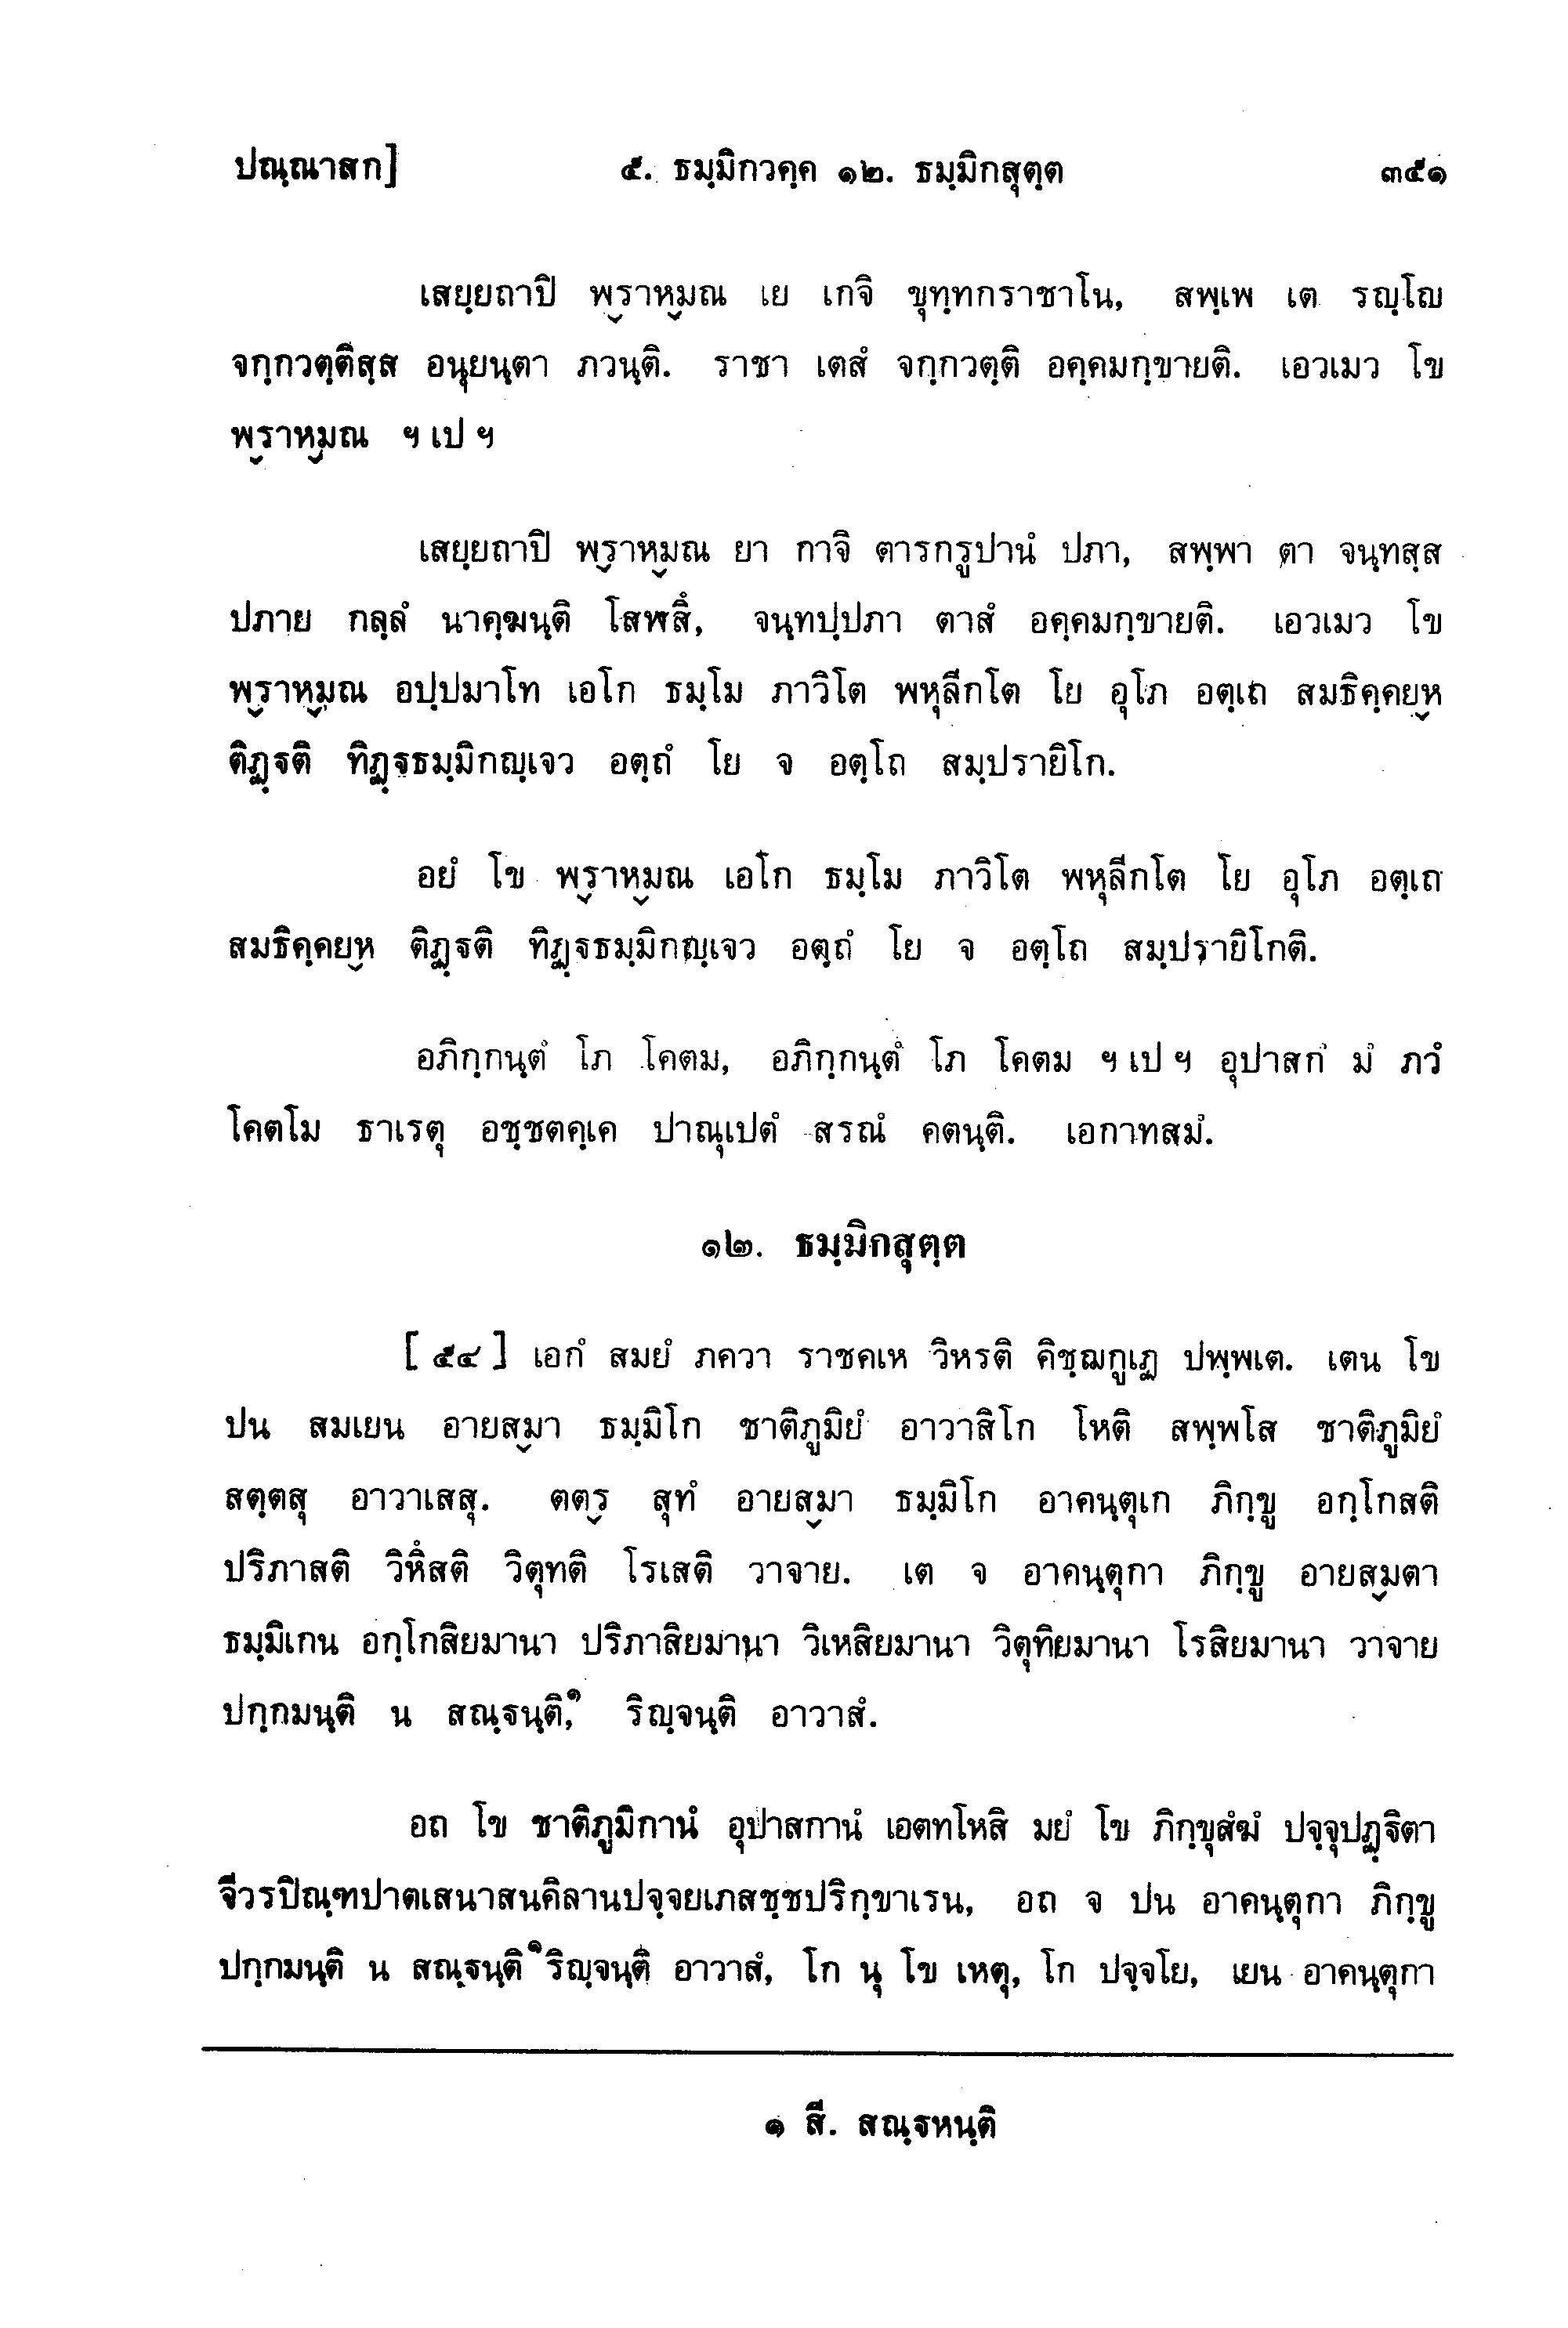 ปณฺณาสก] ๕. ธมฺมิกวคฺค ๑๒. ธมฺมิกสุตฺต ๓๕๑
เสยฺยถาปิ พฺราหฺมณ เย เกจิ ขุทฺทกราชาโน, สพฺเพ เต รญฺโญ
จกฺกวตฺติสฺส อนุยนฺตา ภวนฺติ. ราชา เตสํ จกฺกวตฺติ อคฺคมกฺขายติ. เอวเมว โข
พฺราหฺมณ ฯ เป ฯ
เสยฺยถาปิ พฺราหฺมณ ยา กาจิ ตารกรูปานํ ปภา, สพฺพา ตา จนฺทสฺส
ปภาย กลฺลํ นาคฺฆนฺติ โสฬสึ, จนฺทปฺปภา ตาสํ อคฺคมกฺขายติ. เอวเมว โข
พฺราหฺมณ อปฺปมาโท เอโก ธมฺโม ภาวิโต พหุลีกโต โย อุโภ อตฺเถ สมธิคฺคยฺห
ติฏฺฐติ ทิฏฺฐธมฺมิกญฺเจว อตฺถํ โย จ อตฺโถ สมฺปรายิโก.
อยํ โข พฺราหฺมณ เอโก ธมฺโม ภาวิโต พหุลีกโต โย อุโภ อตฺเถ
สมธิคฺคยฺห ติฏฺฐติ ทิฏฺฐธมฺมิกญฺเจว อตฺถํ โย จ อตฺโถ สมฺปรายิโกติ.
อภิกฺกนฺตํ โภ โคตม, อภิกฺกนฺตํ โภ โคตม ฯ เป ฯ อุปาสกํ มํ ภวํ
โคตโม ธาเรตุ อชฺชตคฺเค ปาณุเปตํ สรณํ คตนฺติ. เอกาทสมํ.
๑๒. ธมฺมิกสุตฺต
[ ๕๔ ] เอกํ สมยํ ภควา ราชคเห วิหรติ คิชฺฌกูเฏ ปพฺพเต. เตน โข
ปน สมเยน อายสฺมา ธมฺมิโก ชาติภูมิยํ อาวาสิโก โหติ สพฺพโส ชาติภูมิยํ
สตฺตสุ อาวาเสสุ. ตตฺร สุทํ อายสฺมา ธมฺมิโก อาคนฺตุเก ภิกฺขู อกฺโกสติ
ปริภาสติ วิหึสติ วิตุทติ โรเสติ วาจาย. เต จ อาคนฺตุกา ภิกฺขู อายสฺมตา
ธมฺมิเกน อกฺโกสิยมานา ปริภาสิยมานา วิเหสิยมานา วิตุทิยมานา โรสิยมานา วาจาย
ปกฺกมนฺติ น สณฺฐนฺติ,๑ ริญฺจนฺติ อาวาสํ.
อถ โข ชาติภูมิกานํ อุปาสกานํ เอตทโหสิ มยํ โข ภิกฺขุสํฆํ ปจฺจุปฏฺฐิตา
จีวรปิณฺฑปาตเสนาสนคิลานปจฺจยเภสชฺชปริกฺขาเรน, อถ จ ปน อาคนฺตุกา ภิกฺขู
ปกฺกมนฺติ น สณฺฐนฺติ๑ ริญฺจนฺติ อาวาสํ, โก นุ โข เหตุ, โก ปจฺจโย, เยน อาคนฺตุกา
๑ สี. สณฺฐหนฺติ